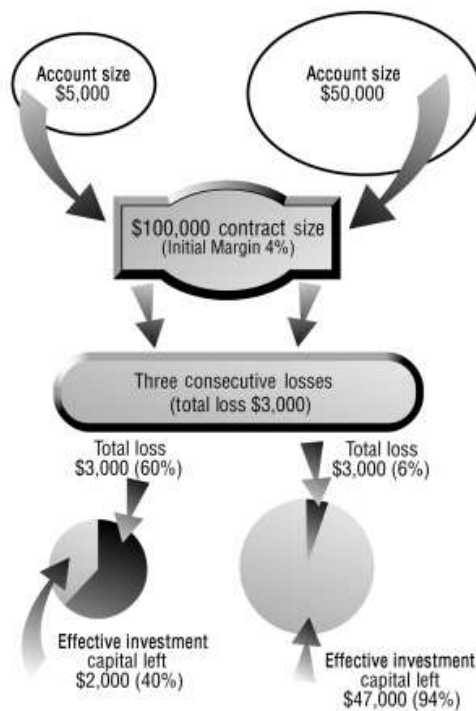 Account size
$5,000
Account size
$50,000
$100,000 contract size
(Initial Margin 4%)
Three consecutive losses
(total loss $3,000)
Total loss
$3,000 (60%)
Total loss
$3,000 (6%)
Effective investment
capital left
$2,000 (40%)
Effective investment
capital left
$47,000 (94%)